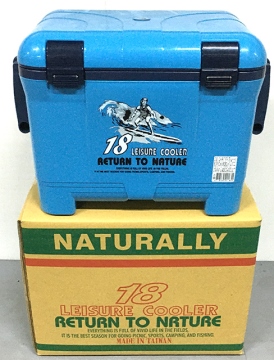 18
LEISURE COOLER
RETURN TO NATURE
NATURALLY
18
LEISURE COOLER
RETURN TO NATURE
EVERYTHING IS FULL OF VIVID LIFE IN THE FIELDS.
IT IS THE BEST SEASON FOR GOING PICNIC, SPORTS, CAMPING, AND FISHING.
MADE IN TAIWAN